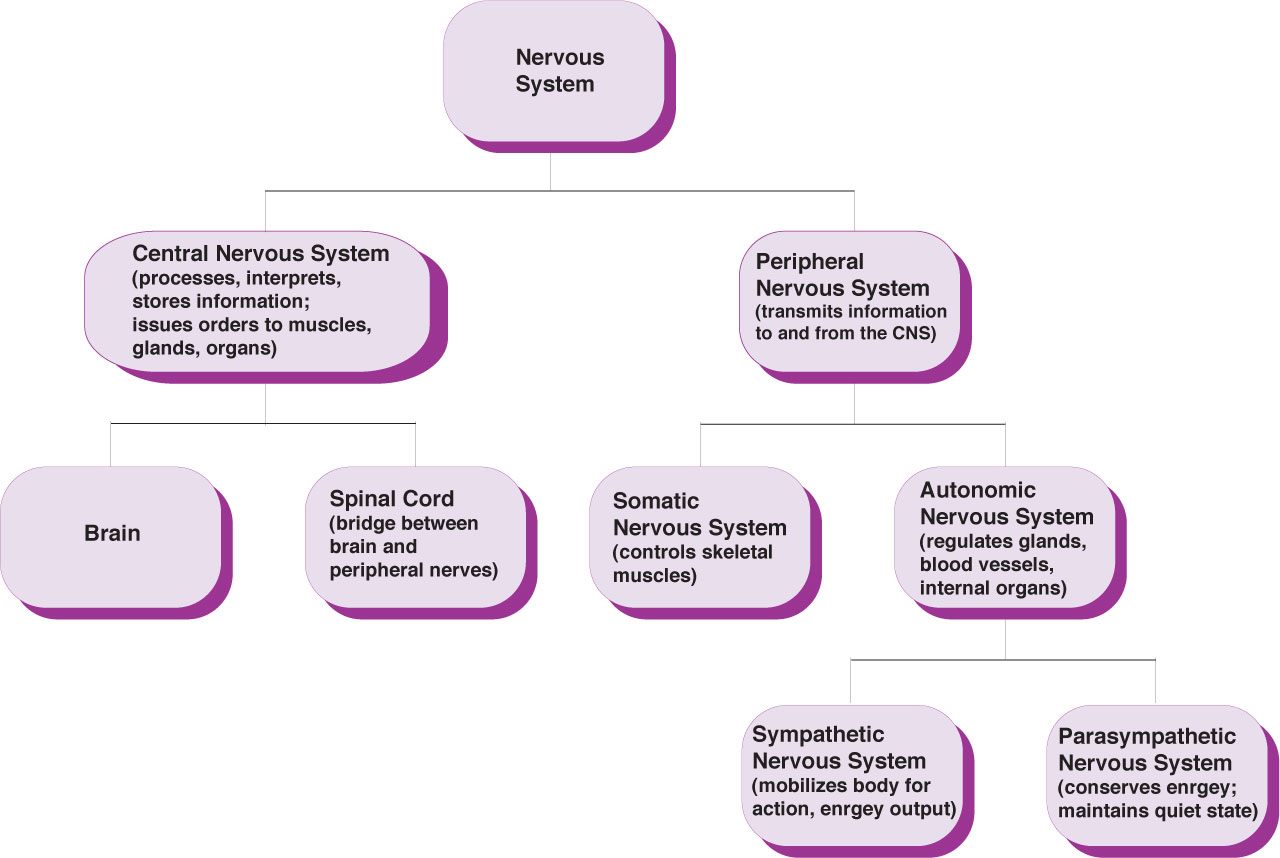 Nervous
System
Central Nervous System
(processes, interprets,
stores information;
issues orders to muscles,
glands, organs)
Peripheral
Nervous System
(transmits information
to and from the CNS)
Brain
Spinal Cord
(bridge between
brain and
peripheral nerves)
Somatic
Nervous System
(controls skeletal
muscles)
Autonomic
Nervous System
(regulates glands,
blood vessels,
internal organs)
Sympathetic
Nervous System
(mobilizes body for
action, enrgey output)
Parasympathetic
Nervous System
(conserves enrgey;
maintains quiet state)